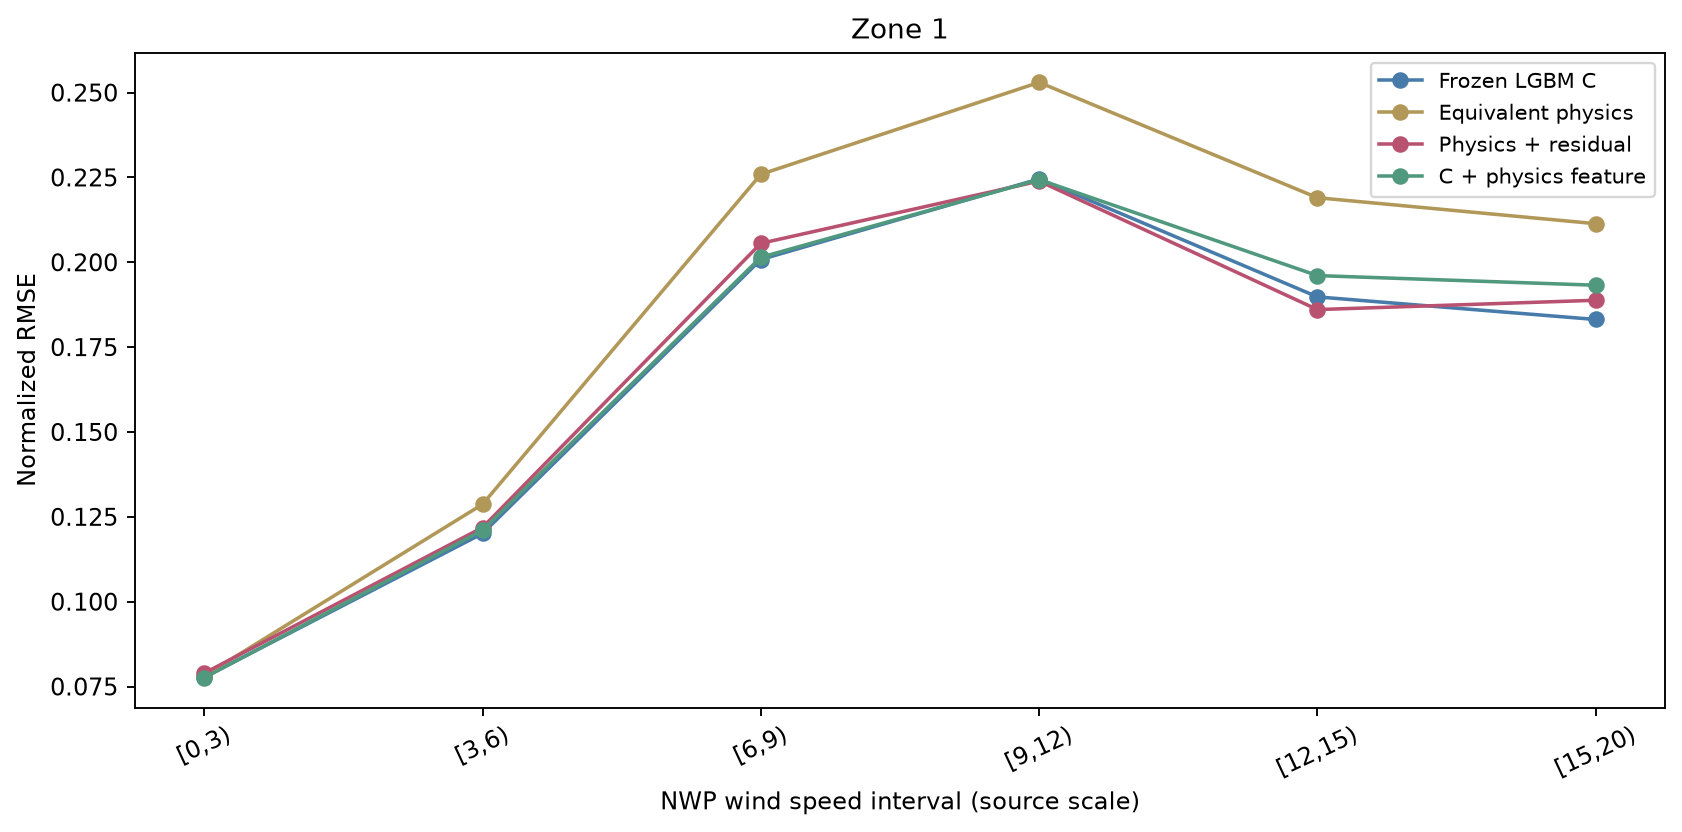 Zone 1
Frozen LGBM C
Equivalent physics
Physics + residual
C + physics feature
Normalized RMSE
0.250
0.225
0.200
0.175
0.150
0.125
0.100
0.075
[0,3)
[3,6)
[6,9)
[9,12)
[12,15)
[15,20)
NWP wind speed interval (source scale)